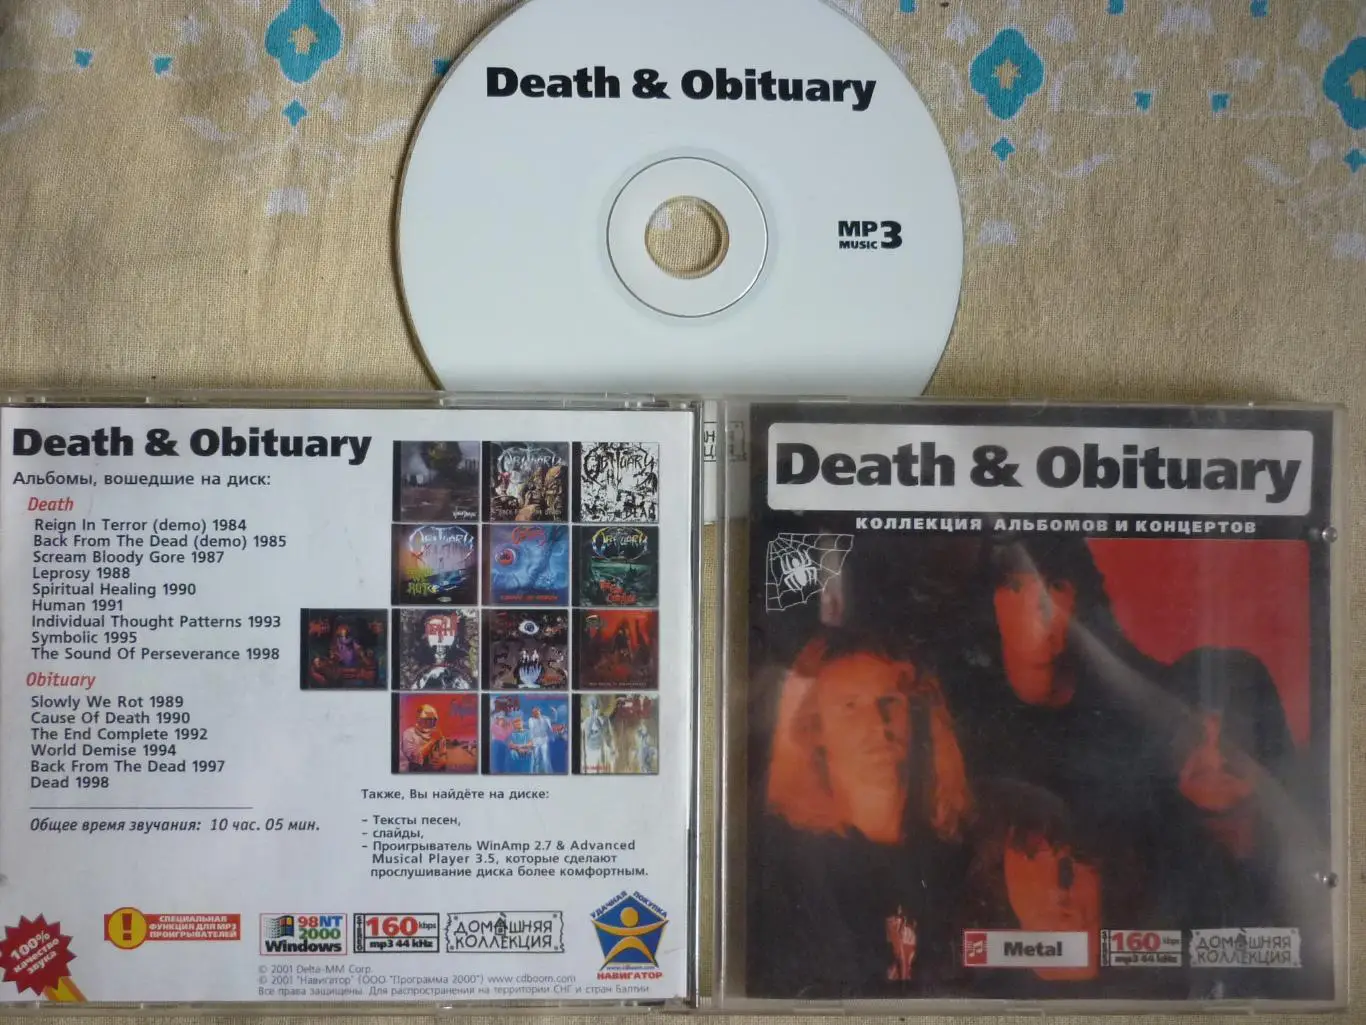 Death & Obituary
MP3
MUSIC
Death & Obituary
Альбомы, вошедшие на диск:
Death
Reign In Terror (demo) 1984
Back From The Dead (demo) 1985
Scream Bloody Gore 1987
Leprosy 1988
Spiritual Healing 1990
Human 1991
Individual Thought Patterns 1993
Symbolic 1995
The Sound Of Perseverance 1998
Obituary
Slowly We Rot 1989
Cause Of Death 1990
The End Complete 1992
World Demise 1994
Back From The Dead 1997
Dead 1998
Общее время звучания: 10 час. 05 мин.
Также, Вы найдёте на диске:
- Тексты песен,
- слайды,
- Проигрыватель WinAmp 2.7 & Advanced
Musical Player 3.5, которые сделают
прослушивание диска более комфортным.
100%
качество
звука
СПЕЦИАЛЬНАЯ
ФУНКЦИЯ ДЛЯ MP3
ПРОИГРЫВАТЕЛЕЙ
98NT
2000
Windows
STEREO
160 kbps
mp3 44 kHz
ДОМАШНЯЯ
КОЛЛЕКЦИЯ
УДАЧНАЯ ПОКУПКА
www.cdboom.com
НАВИГАТОР
© 2001 Delta-MM Corp.
© 2001 "Навигатор" (ООО "Программа 2000") www.cdboom.com
Все права защищены. Для распространения на территории СНГ и стран Балтии.
Death & Obituary
КОЛЛЕКЦИЯ АЛЬБОМОВ И КОНЦЕРТОВ
Metal
STEREO
160 kbps
mp3 44 kHz
ДОМАШНЯЯ
КОЛЛЕКЦИЯ